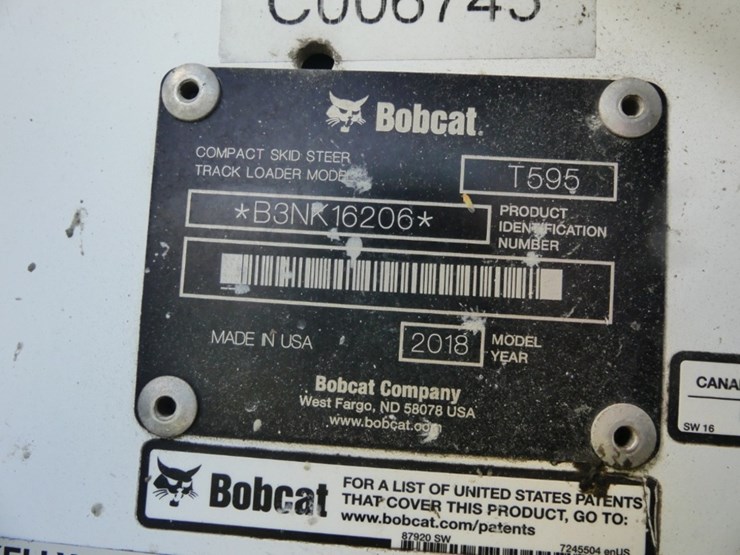 C006745
Bobcat.
COMPACT SKID STEER
TRACK LOADER MODEL
T595
*B3NK16206*
PRODUCT
IDENTIFICATION
NUMBER
MADE IN USA
2018
MODEL
YEAR
Bobcat Company
West Fargo, ND 58078 USA
www.bobcat.com
CANA
SW 16
Bobcat
FOR A LIST OF UNITED STATES PATENTS
THAT COVER THIS PRODUCT, GO TO:
www.bobcat.com/patents
87920 SW
7245504 enUS